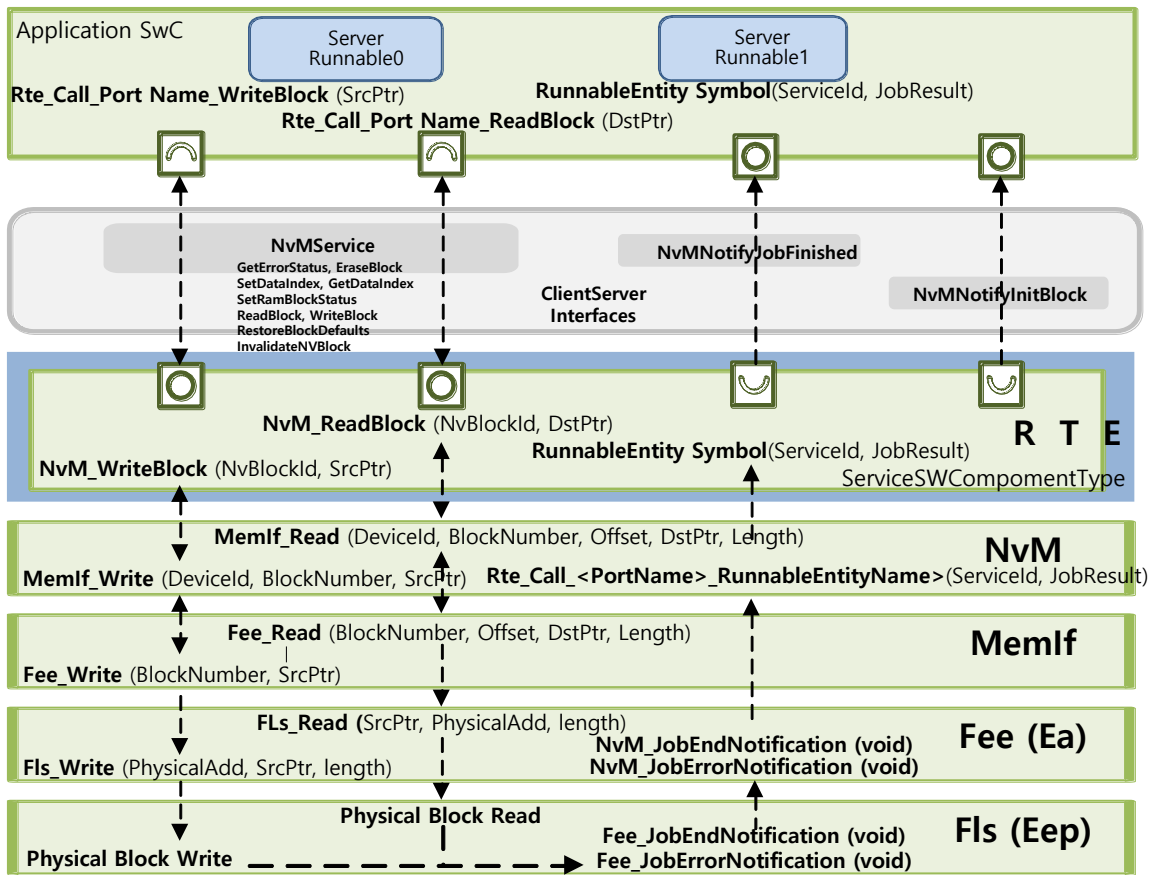 Application SwC
Server
Runnable0
Server
Runnable1
Rte_Call_Port Name_WriteBlock (SrcPtr)
RunnableEntity Symbol(ServiceId, JobResult)
Rte_Call_Port Name_ReadBlock (DstPtr)
NvMService
GetErrorStatus, EraseBlock
SetDataIndex, GetDataIndex
SetRamBlockStatus
ReadBlock, WriteBlock
RestoreBlockDefaults
InvalidateNVBlock
ClientServer
Interfaces
NvMNotifyJobFinished
NvMNotifyInitBlock
NvM_ReadBlock (NvBlockId, DstPtr)
R T E
RunnableEntity Symbol(ServiceId, JobResult)
NvM_WriteBlock (NvBlockId, SrcPtr)
ServiceSWCompomentType
MemIf_Read (DeviceId, BlockNumber, Offset, DstPtr, Length)
NvM
MemIf_Write (DeviceId, BlockNumber, SrcPtr)
Rte_Call_<PortName>_RunnableEntityName>(ServiceId, JobResult)
Fee_Read (BlockNumber, Offset, DstPtr, Length)
MemIf
Fee_Write (BlockNumber, SrcPtr)
FLs_Read (SrcPtr, PhysicalAdd, length)
Fee (Ea)
NvM_JobEndNotification (void)
NvM_JobErrorNotification (void)
Fls_Write (PhysicalAdd, SrcPtr, length)
Physical Block Read
Fls (Eep)
Fee_JobEndNotification (void)
Fee_JobErrorNotification (void)
Physical Block Write